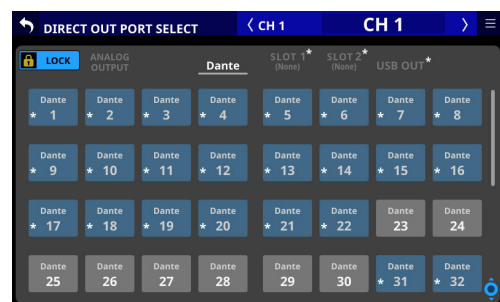 DIRECT OUT PORT SELECT CH 1 CH 1
LOCK ANALOG OUTPUT Dante SLOT 1* (None) SLOT 2* (None) USB OUT*
Dante Dante Dante Dante Dante Dante Dante Dante
* 1 * 2 * 3 * 4 * 5 * 6 * 7 * 8
Dante Dante Dante Dante Dante Dante Dante Dante
* 9 * 10 * 11 * 12 * 13 * 14 * 15 * 16
Dante Dante Dante Dante Dante Dante Dante Dante
* 17 * 18 * 19 * 20 * 21 * 22 23 24
Dante Dante Dante Dante Dante Dante Dante Dante
25 26 27 28 29 30 * 31 * 32